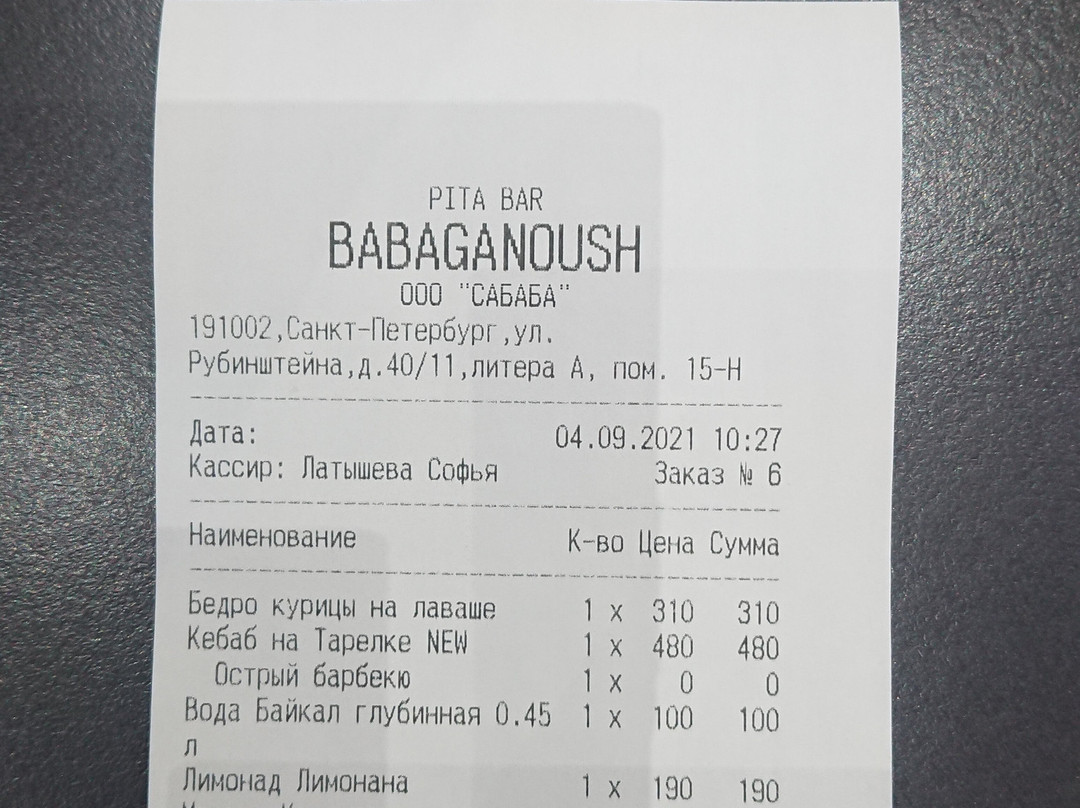 PITA BAR
BABAGANOUSH
ООО "САБАБА"
191002,Санкт-Петербург,ул.
Рубинштейна,д.40/11,литера А, пом. 15-Н
Дата: 04.09.2021 10:27
Кассир: Латышева Софья Заказ № 6
Наименование К-во Цена Сумма
Бедро курицы на лаваше 1 x 310 310
Кебаб на Тарелке NEW 1 x 480 480
Острый барбекю 1 x 0 0
Вода Байкал глубинная 0.45 1 x 100 100
л
Лимонад Лимонана 1 x 190 190